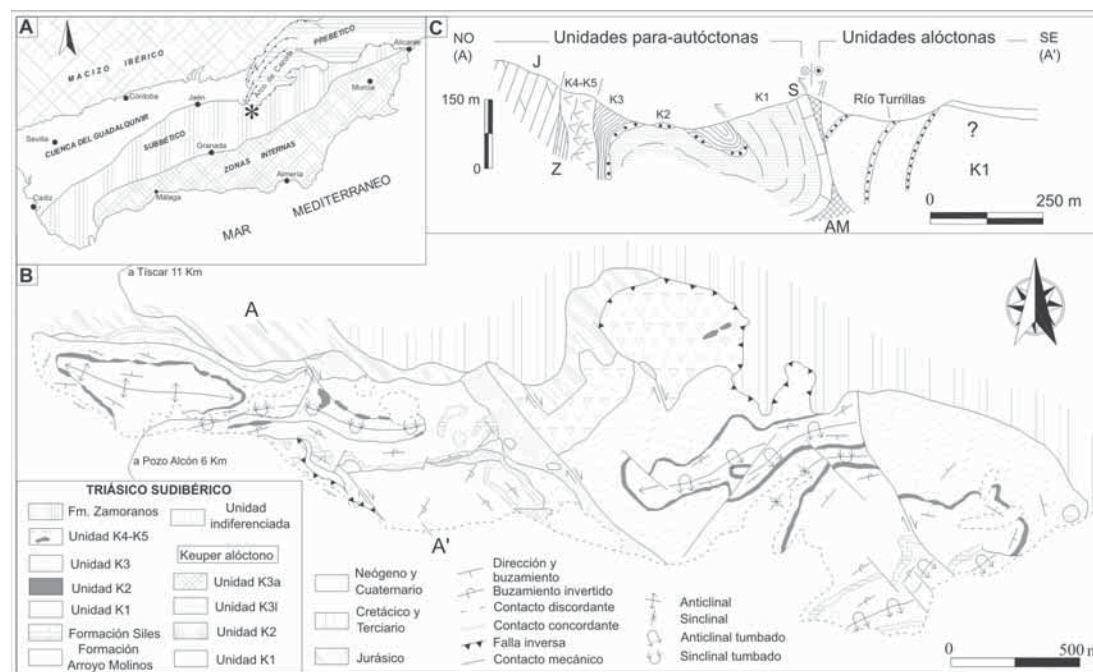 A
MACIZO IBÉRICO
PREBÉTICO
Arco de Cazorla
Alicante
Murcia
Córdoba
Jaén
Sevilla
CUENCA DEL GUADALQUIVIR
SUBBÉTICO
Granada
ZONAS INTERNAS
Almería
Málaga
Cádiz
MAR MEDITERRANEO
*
C
NO
(A)
Unidades para-autóctonas
Unidades alóctonas
SE
(A')
J
K4-K5
K3
K2
K1
S
Río Turrillas
150 m
0
Z
?
K1
AM
0
250 m
B
a Tíscar 11 Km
A
a Pozo Alcón 6 Km
A'
TRIÁSICO SUDIBÉRICO
Fm. Zamoranos
Unidad K4-K5
Unidad K3
Unidad K2
Unidad K1
Formación Siles
Formación
Arroyo Molinos
Unidad
indiferenciada
Keuper alóctono
Unidad K3a
Unidad K3l
Unidad K2
Unidad K1
Neógeno y
Cuaternario
Cretácico y
Terciario
Jurásico
Dirección y
buzamiento
Buzamiento invertido
Contacto discordante
Contacto concordante
Falla inversa
Contacto mecánico
Anticlinal
Sinclinal
Anticlinal tumbado
Sinclinal tumbado
0
500 m